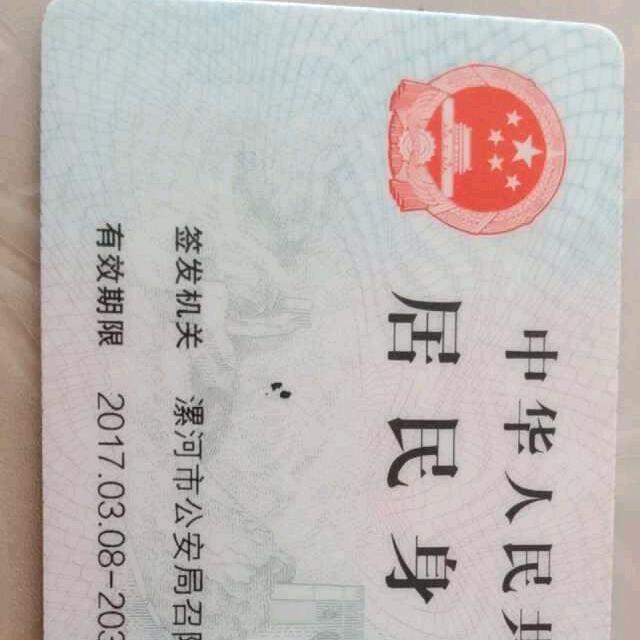 中华人民共
居民身
签发机关 漯河市公安局召
有效期限 2017.03.08-203